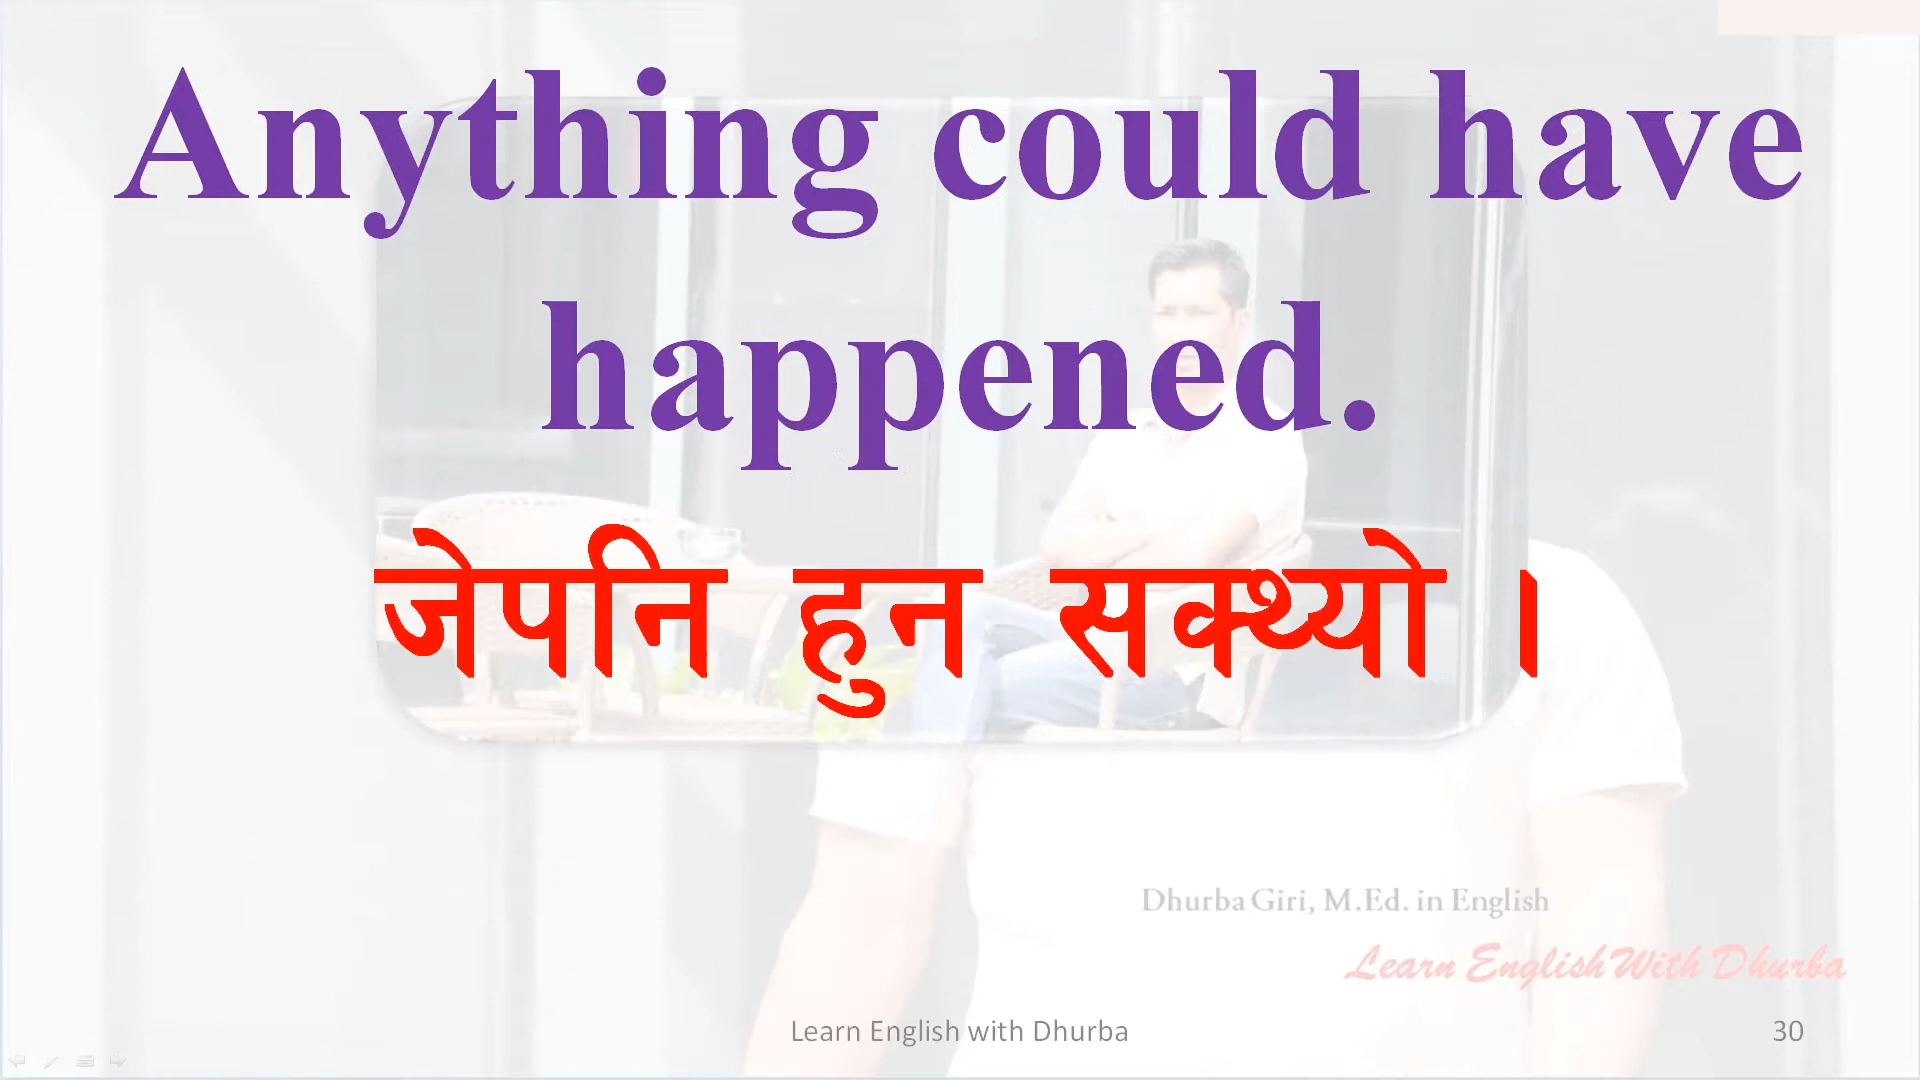 Anything could have
happened.
जेपनि हुन सक्थ्यो ।
Dhurba Giri, M.Ed. in English
Learn English With Dhurba
Learn English with Dhurba
30